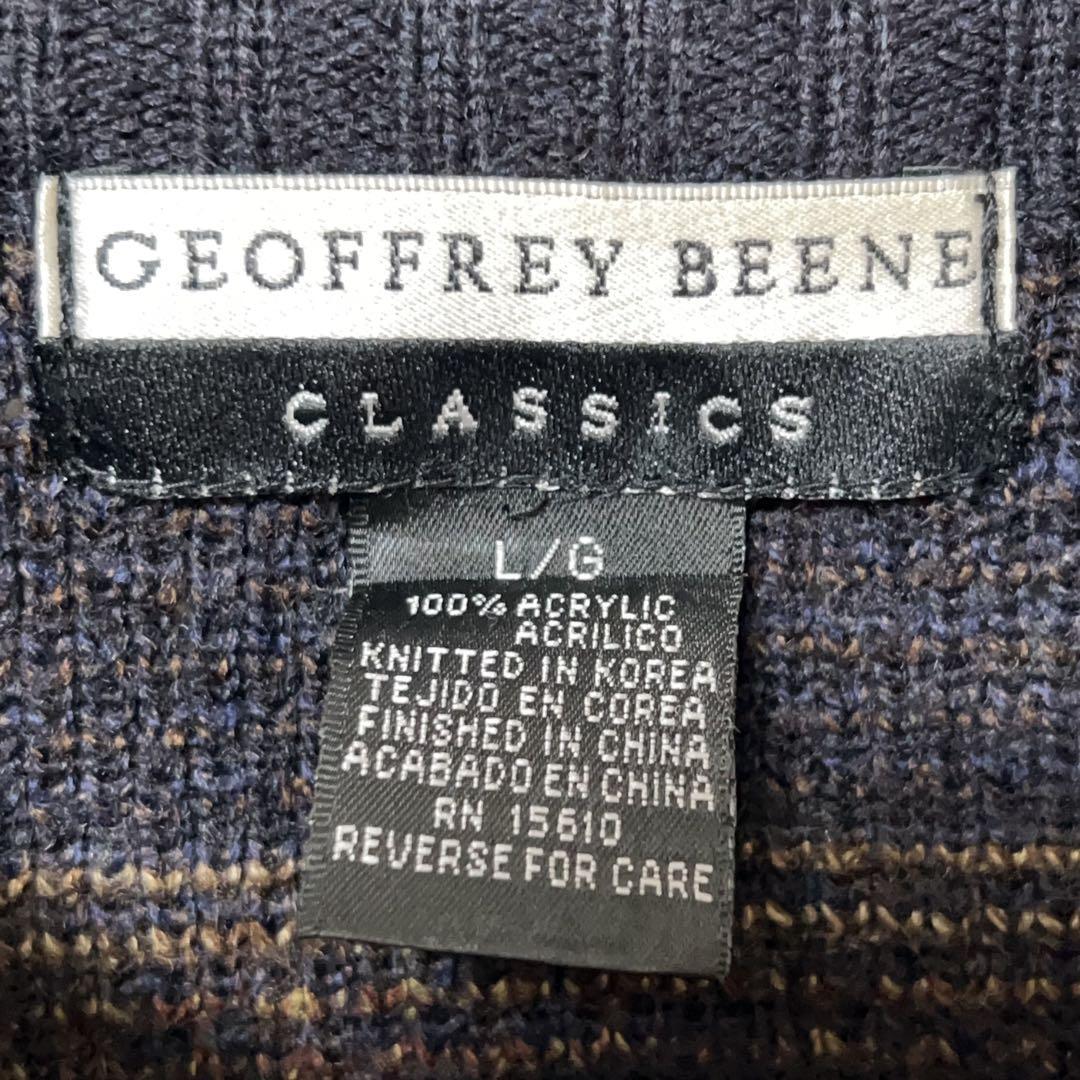 GEOFFREY BEENE
CLASSICS
L/G
100% ACRYLIC
ACRILICO
KNITTED IN KOREA
TEJIDO EN COREA
FINISHED IN CHINA
ACABADO EN CHINA
RN 15610
REVERSE FOR CARE